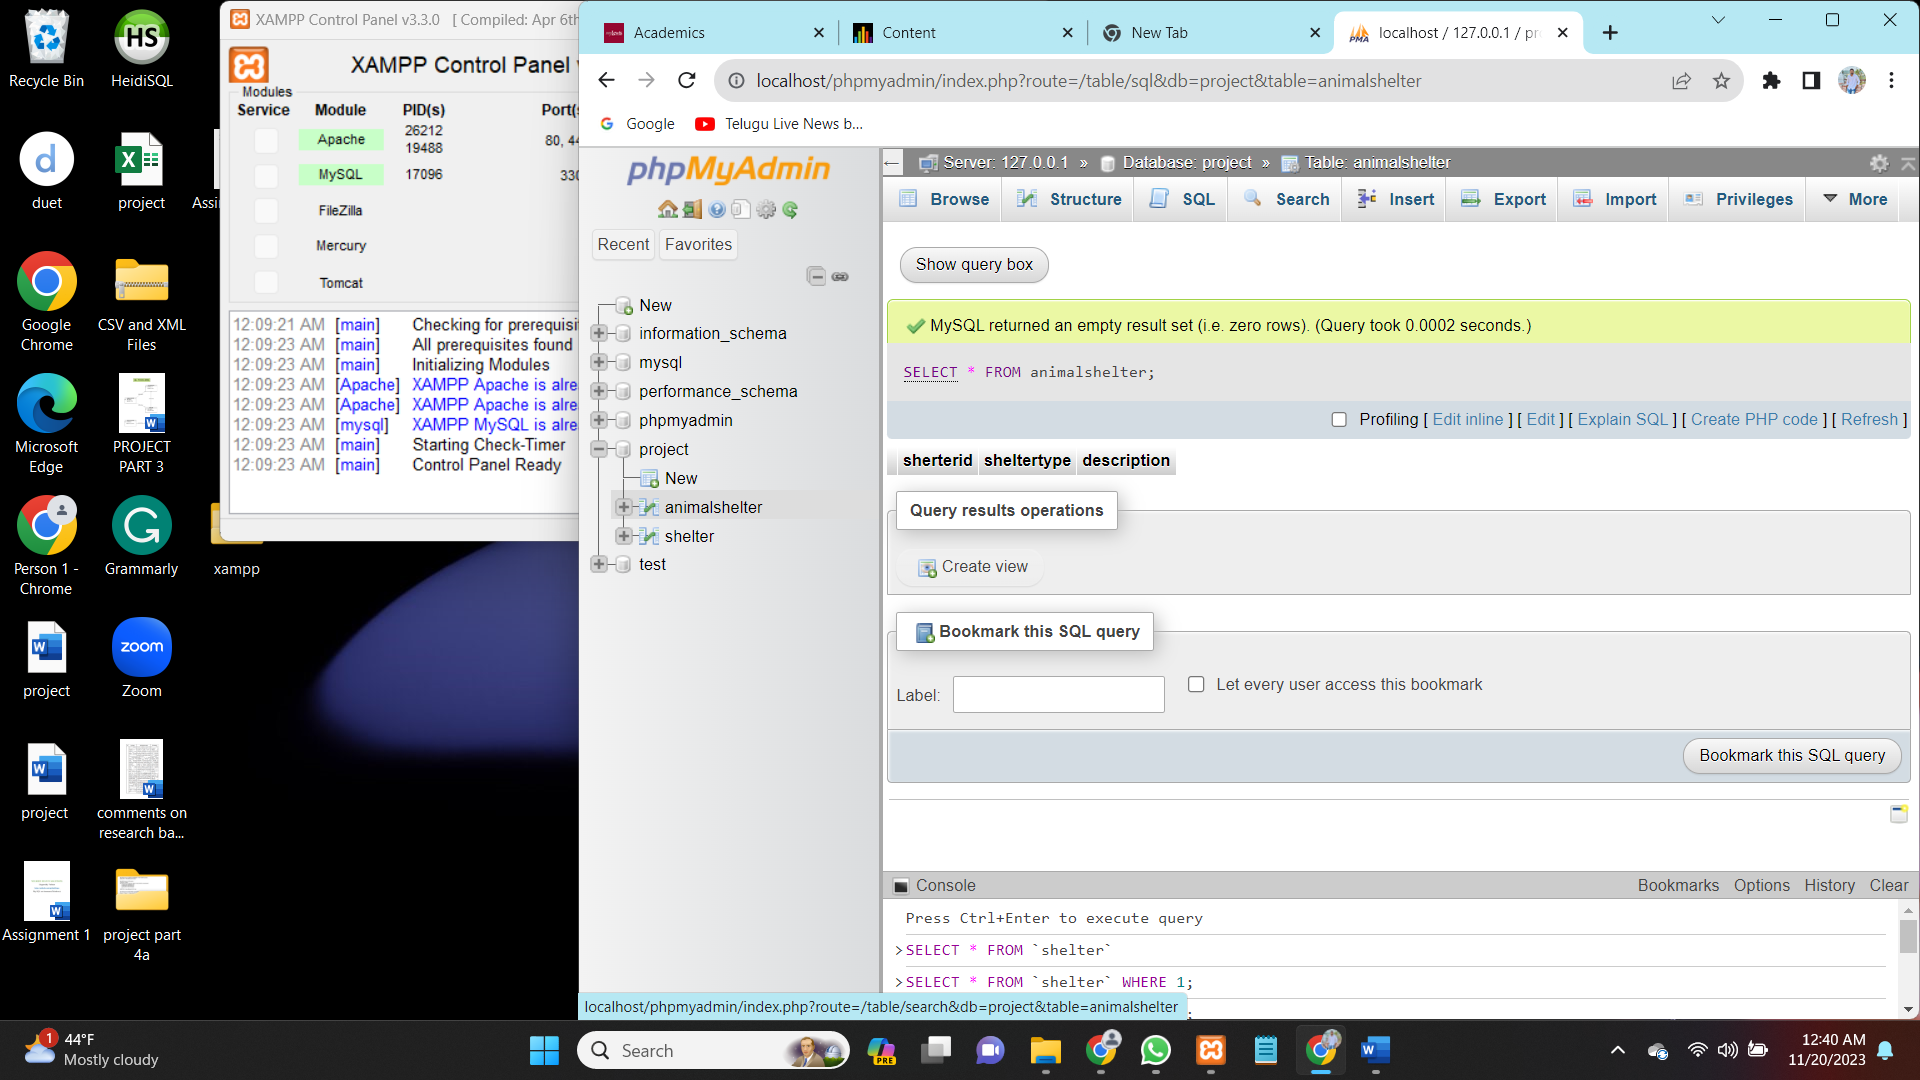 Recycle Bin
HeidiSQL
duet
project
Google Chrome
CSV and XML Files
Microsoft Edge
PROJECT PART 3
Person 1 - Chrome
Grammarly
xampp
project
Zoom
project
comments on research ba...
Assignment 1
project part 4a
XAMPP Control Panel v3.3.0 [ Compiled: Apr 6th
XAMPP Control Panel
Modules
Service Module PID(s)
Apache 26212 19488 80, 44
MySQL 17096 330
FileZilla
Mercury
Tomcat
12:09:21 AM [main] Checking for prerequisi
12:09:23 AM [main] All prerequisites found
12:09:23 AM [main] Initializing Modules
12:09:23 AM [Apache] XAMPP Apache is alre
12:09:23 AM [Apache] XAMPP Apache is alre
12:09:23 AM [mysql] XAMPP MySQL is alre
12:09:23 AM [main] Starting Check-Timer
12:09:23 AM [main] Control Panel Ready
Academics
Content
New Tab
localhost / 127.0.0.1 / pr
localhost/phpmyadmin/index.php?route=/table/sql&db=project&table=animalshelter
Google
Telugu Live News b...
phpMyAdmin
Recent Favorites
New
information_schema
mysql
performance_schema
phpmyadmin
project
New
animalshelter
shelter
test
Server: 127.0.0.1 » Database: project » Table: animalshelter
Browse Structure SQL Search Insert Export Import Privileges More
Show query box
MySQL returned an empty result set (i.e. zero rows). (Query took 0.0002 seconds.)
SELECT * FROM animalshelter;
Profiling [ Edit inline ] [ Edit ] [ Explain SQL ] [ Create PHP code ] [ Refresh ]
sherterid sheltertype description
Query results operations
Create view
Bookmark this SQL query
Label:
Let every user access this bookmark
Bookmark this SQL query
Console
Bookmarks Options History Clear
Press Ctrl+Enter to execute query
>SELECT * FROM `shelter`
>SELECT * FROM `shelter` WHERE 1;
localhost/phpmyadmin/index.php?route=/table/search&db=project&table=animalshelter
1
44°F
Mostly cloudy
Search
PRE
12:40 AM
11/20/2023